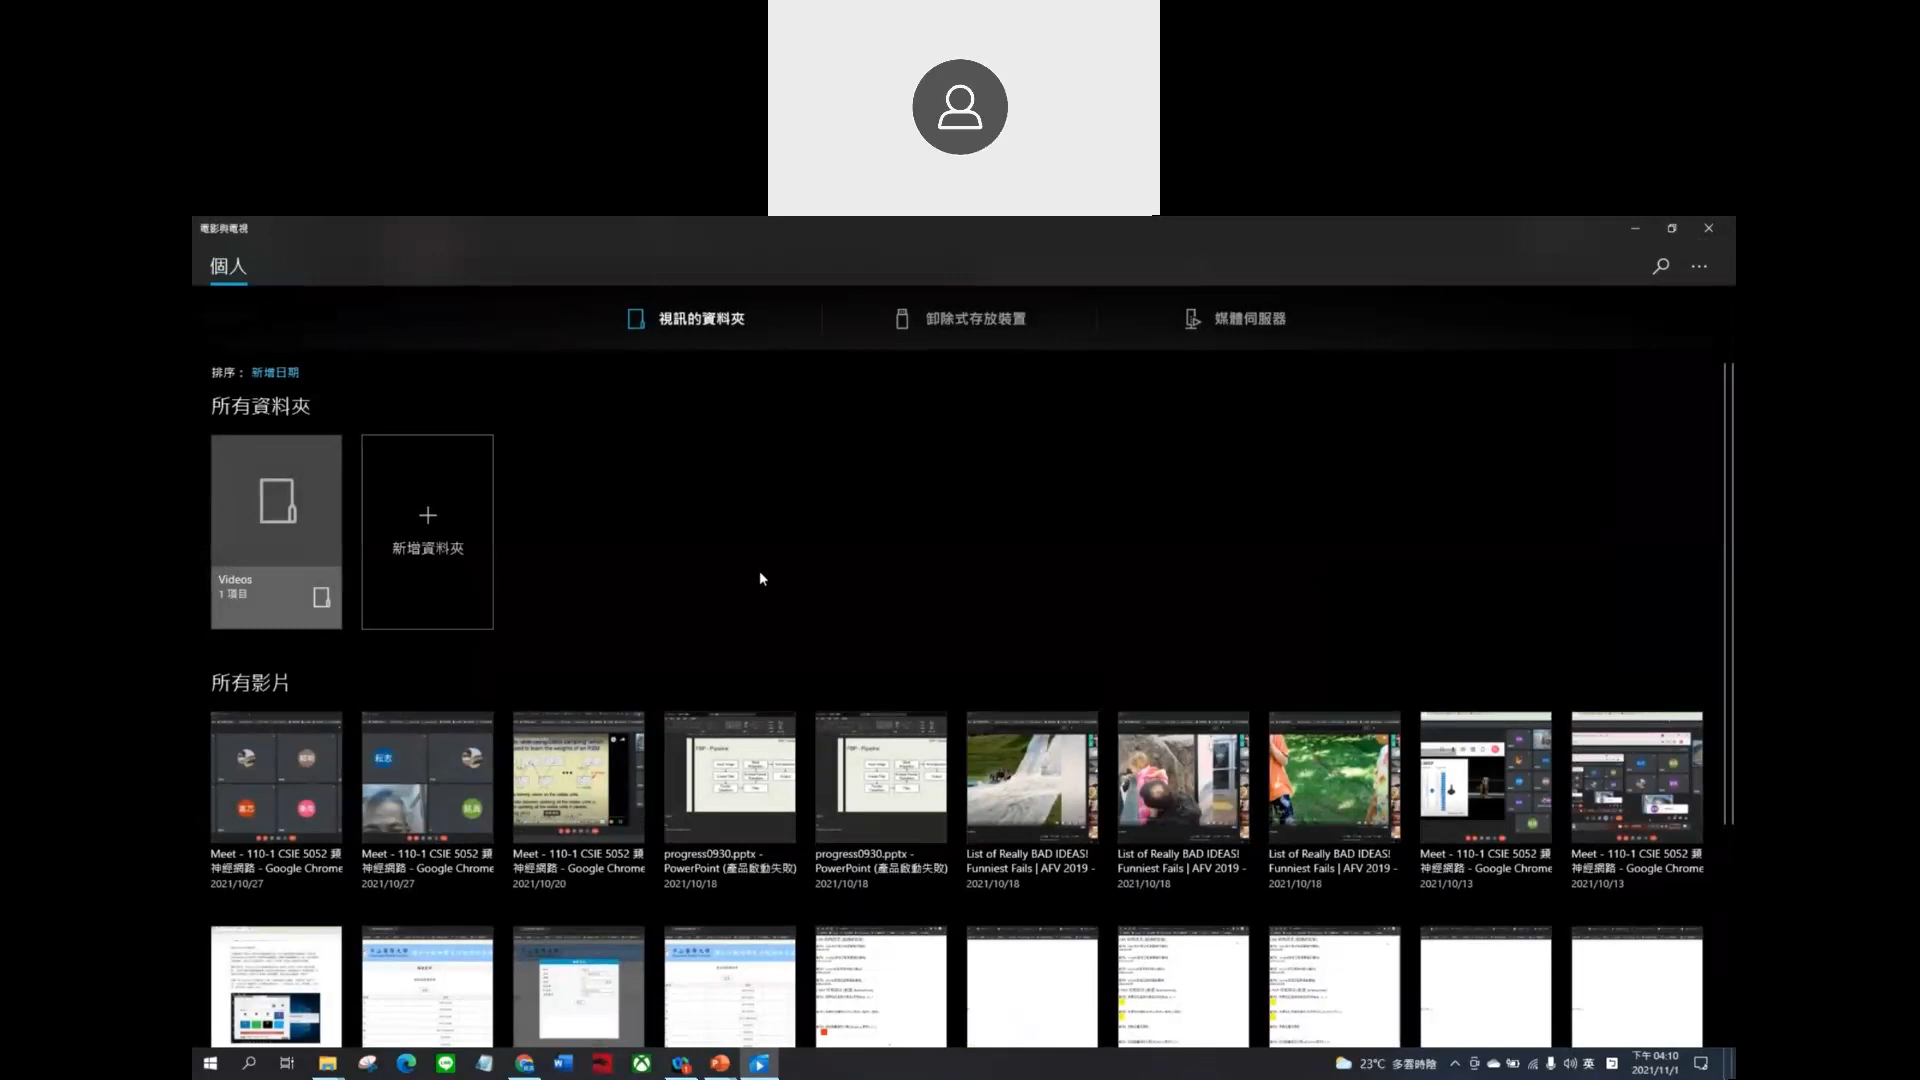 電影與電視
個人
視訊的資料夾
卸除式存放裝置
媒體伺服器
排序： 新增日期
所有資料夾
Videos
1 項目
新增資料夾
所有影片
Meet - 110-1 CSIE 5052 類
神經網路 - Google Chrome
2021/10/27
Meet - 110-1 CSIE 5052 類
神經網路 - Google Chrome
2021/10/27
Meet - 110-1 CSIE 5052 類
神經網路 - Google Chrome
2021/10/20
progress0930.pptx -
PowerPoint (產品啟動失敗)
2021/10/18
progress0930.pptx -
PowerPoint (產品啟動失敗)
2021/10/18
List of Really BAD IDEAS!
Funniest Fails | AFV 2019 -
2021/10/18
List of Really BAD IDEAS!
Funniest Fails | AFV 2019 -
2021/10/18
List of Really BAD IDEAS!
Funniest Fails | AFV 2019 -
2021/10/18
Meet - 110-1 CSIE 5052 類
神經網路 - Google Chrome
2021/10/13
Meet - 110-1 CSIE 5052 類
神經網路 - Google Chrome
2021/10/13
23°C 多雲時陰
英
下午 04:10
2021/11/1